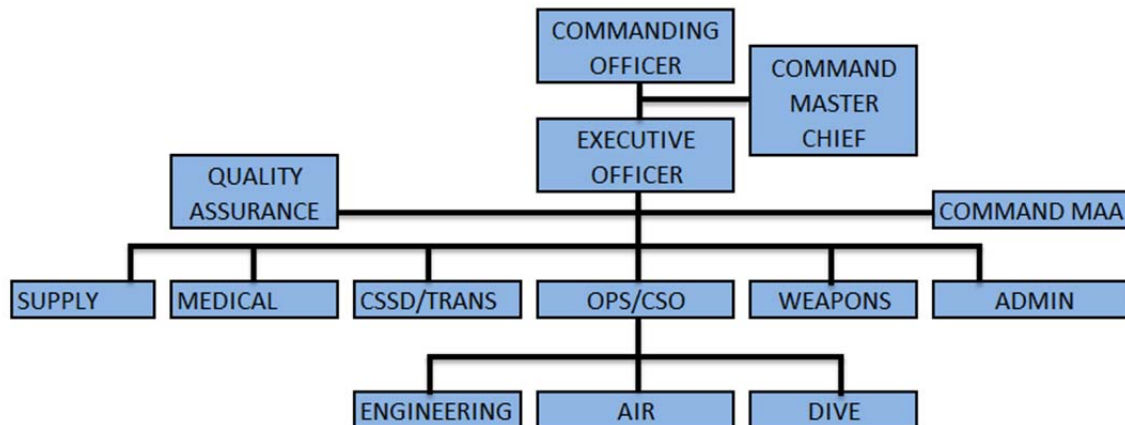 COMMANDING
OFFICER
COMMAND
MASTER
CHIEF
EXECUTIVE
OFFICER
QUALITY
ASSURANCE
COMMAND MAA
SUPPLY
MEDICAL
CSSD/TRANS
OPS/CSO
WEAPONS
ADMIN
ENGINEERING
AIR
DIVE